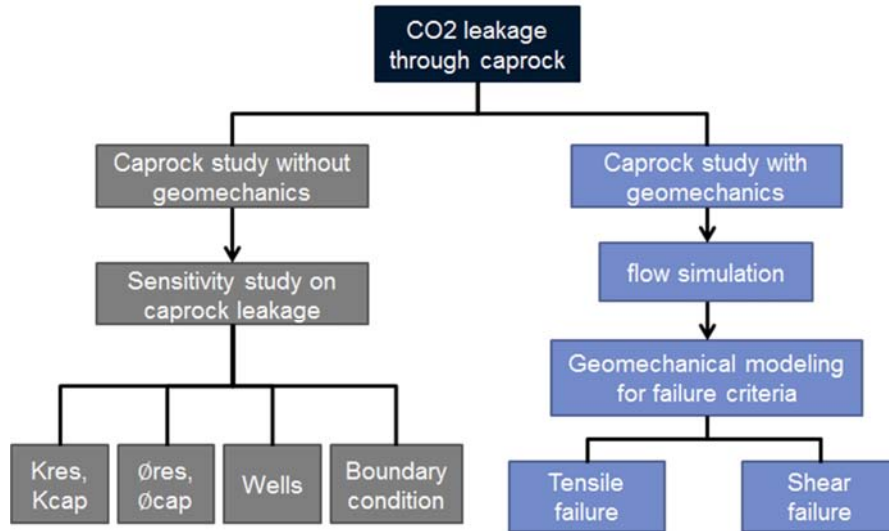 CO2 leakage
through caprock
Caprock study without
geomechanics
Caprock study with
geomechanics
Sensitivity study on
caprock leakage
flow simulation
Geomechanical modeling
for failure criteria
Kres,
Kcap
Øres,
Øcap
Wells
Boundary
condition
Tensile
failure
Shear
failure